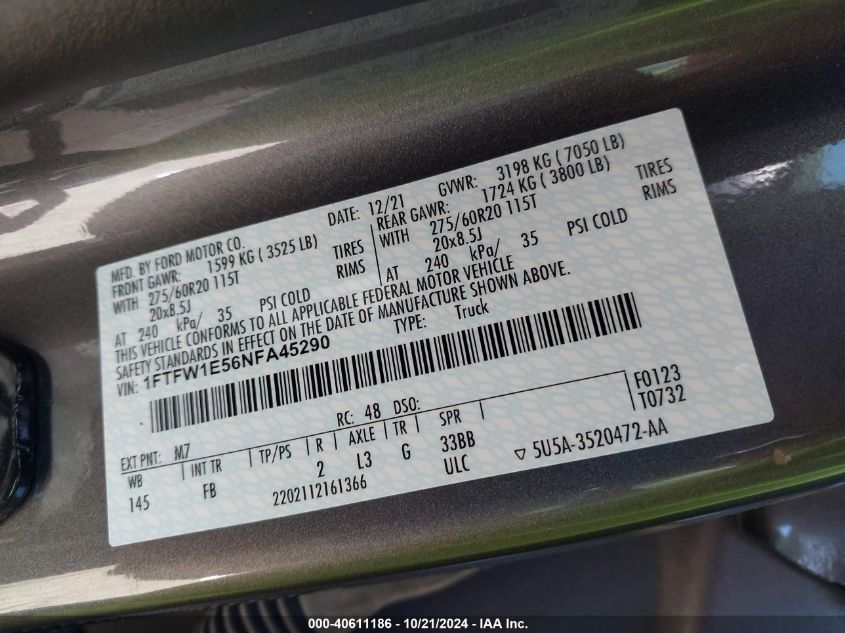 MFD. BY FORD MOTOR CO. DATE: 12/21 GVWR: 3198 KG ( 7050 LB)
FRONT GAWR: 1599 KG ( 3525 LB) REAR GAWR: 1724 KG ( 3800 LB)
WITH 275/60R20 115T TIRES WITH 275/60R20 115T TIRES
20x8.5J RIMS 20x8.5J RIMS
AT 240 kPa/ 35 PSI COLD AT 240 kPa/ 35 PSI COLD
THIS VEHICLE CONFORMS TO ALL APPLICABLE FEDERAL MOTOR VEHICLE
SAFETY STANDARDS IN EFFECT ON THE DATE OF MANUFACTURE SHOWN ABOVE.
VIN: 1FTFW1E56NFA45290 TYPE: Truck
F0123
RC: 48 DSO: T0732
EXT PNT: M7
WB INT TR TP/PS R AXLE TR SPR
145 FB 2 L3 G 33BB
ULC ▽ 5U5A-3520472-AA
2202112161366
000-40611186 - 10/21/2024 - IAA Inc.